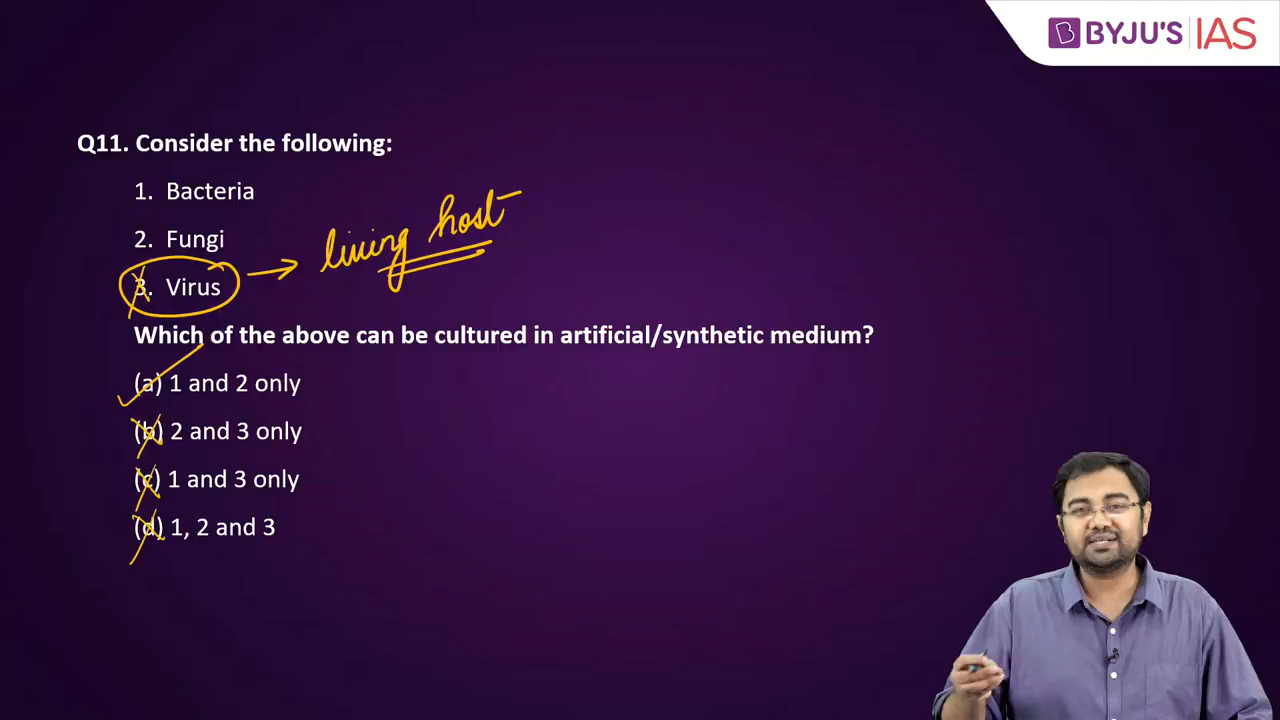 BYJU'S IAS
Q11. Consider the following:
1. Bacteria
2. Fungi
living host
3. Virus
Which of the above can be cultured in artificial/synthetic medium?
(a) 1 and 2 only
(b) 2 and 3 only
(c) 1 and 3 only
(d) 1, 2 and 3